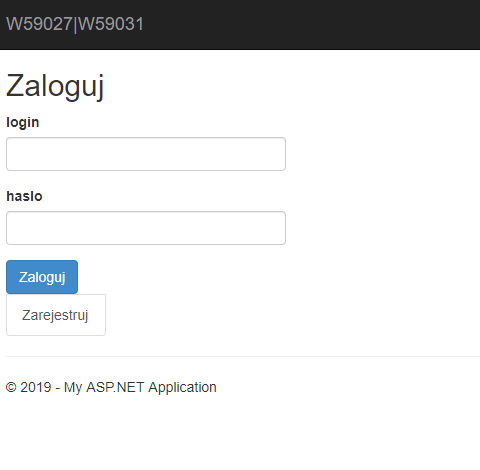 W59027|W59031
Zaloguj
login
haslo
Zaloguj
Zarejestruj
© 2019 - My ASP.NET Application